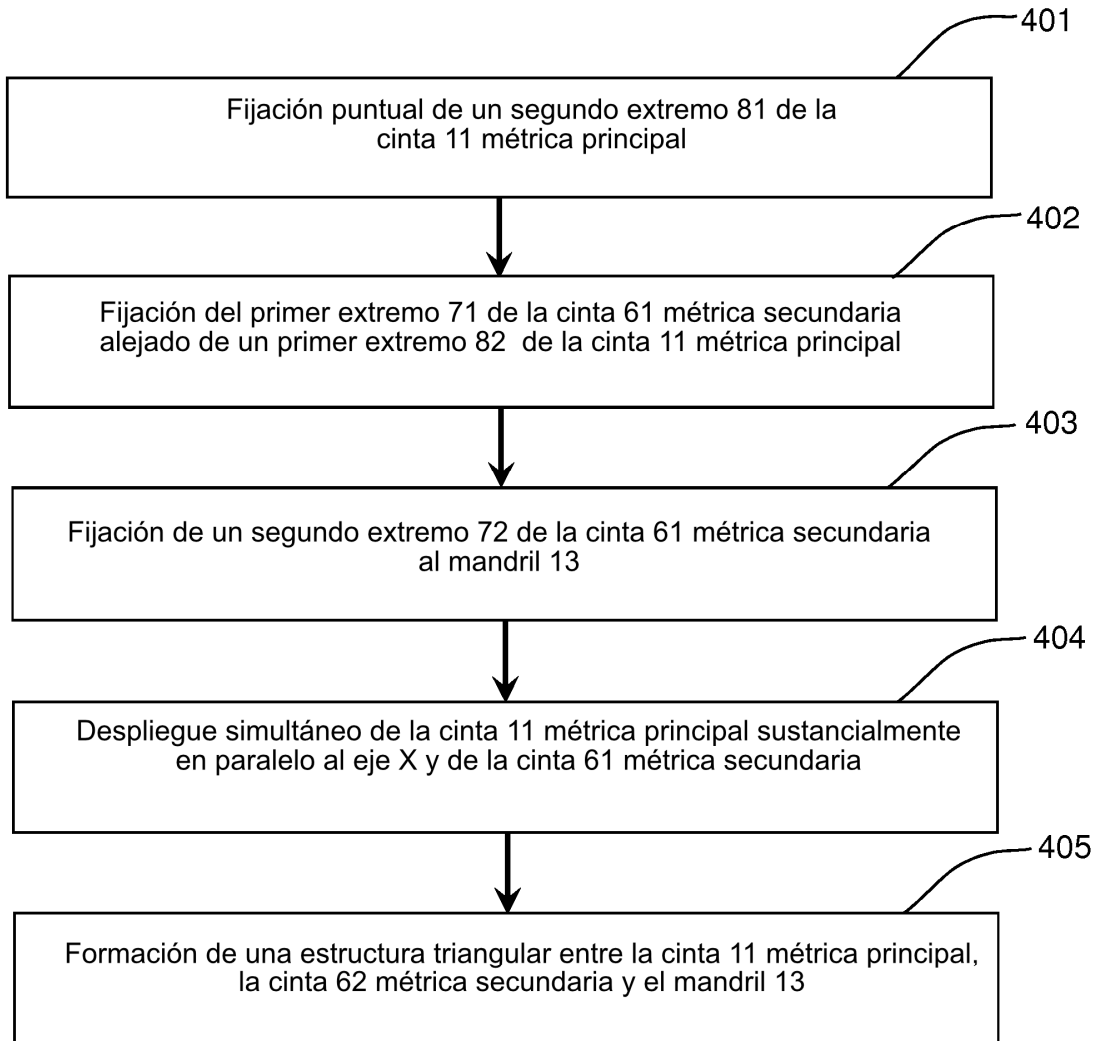 401
Fijación puntual de un segundo extremo 81 de la
cinta 11 métrica principal
402
Fijación del primer extremo 71 de la cinta 61 métrica secundaria
alejado de un primer extremo 82 de la cinta 11 métrica principal
403
Fijación de un segundo extremo 72 de la cinta 61 métrica secundaria
al mandril 13
404
Despliegue simultáneo de la cinta 11 métrica principal sustancialmente
en paralelo al eje X y de la cinta 61 métrica secundaria
405
Formación de una estructura triangular entre la cinta 11 métrica principal,
la cinta 62 métrica secundaria y el mandril 13